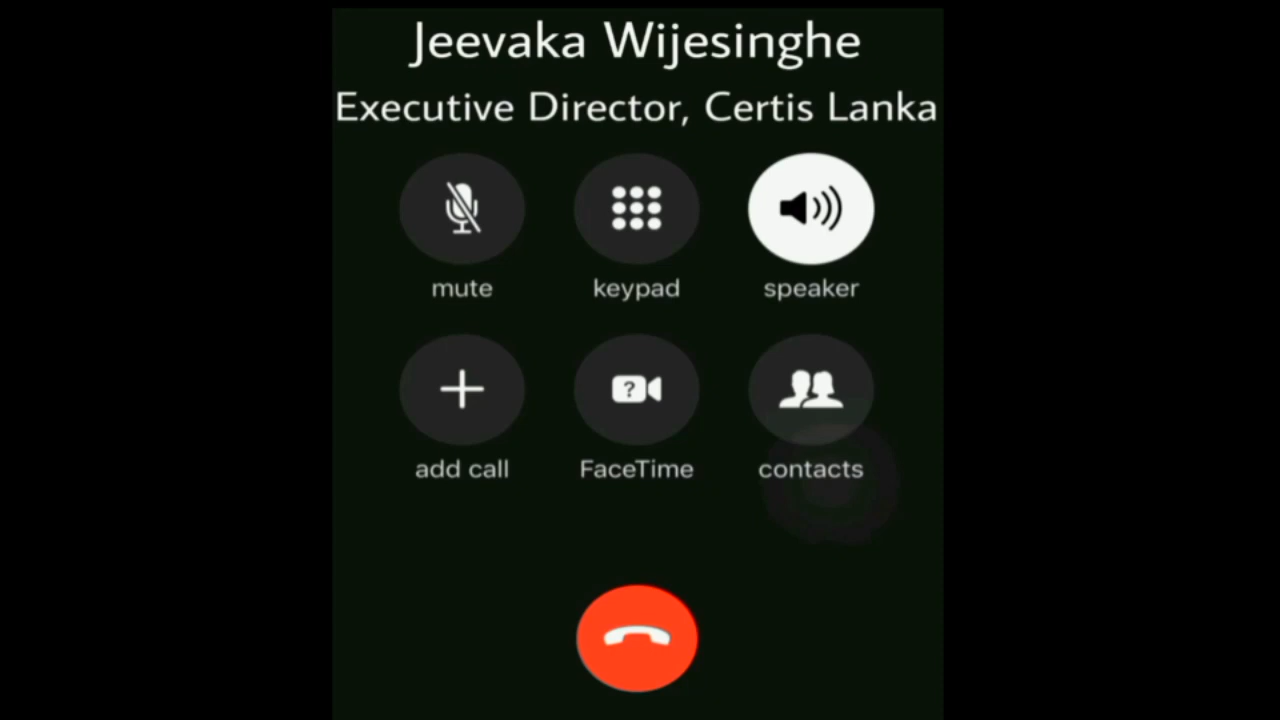 Jeevaka Wijesinghe
Executive Director, Certis Lanka
mute keypad speaker
?
add call FaceTime contacts